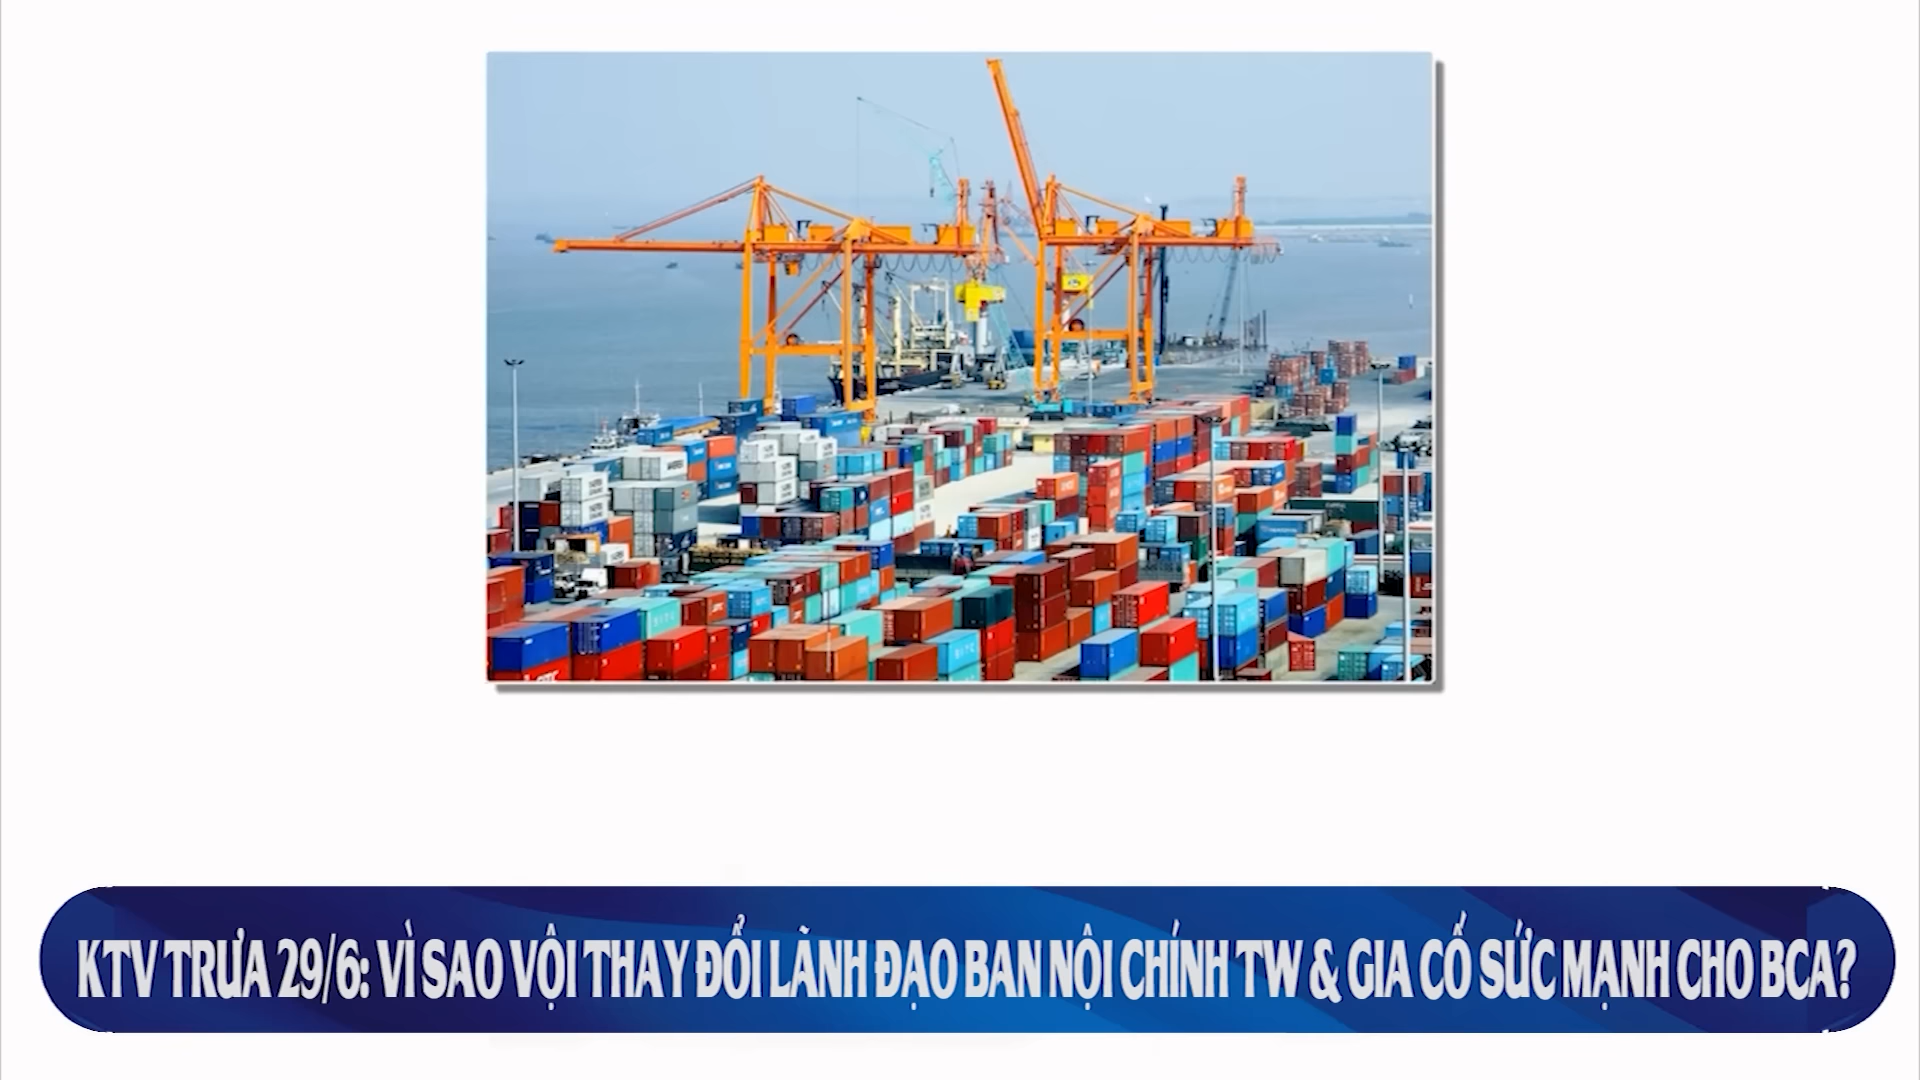 KTV TRƯA 29/6: VÌ SAO VỘI THAY ĐỔI LÃNH ĐẠO BAN NỘI CHÍNH TW & GIA CỐ SỨC MẠNH CHO BCA?